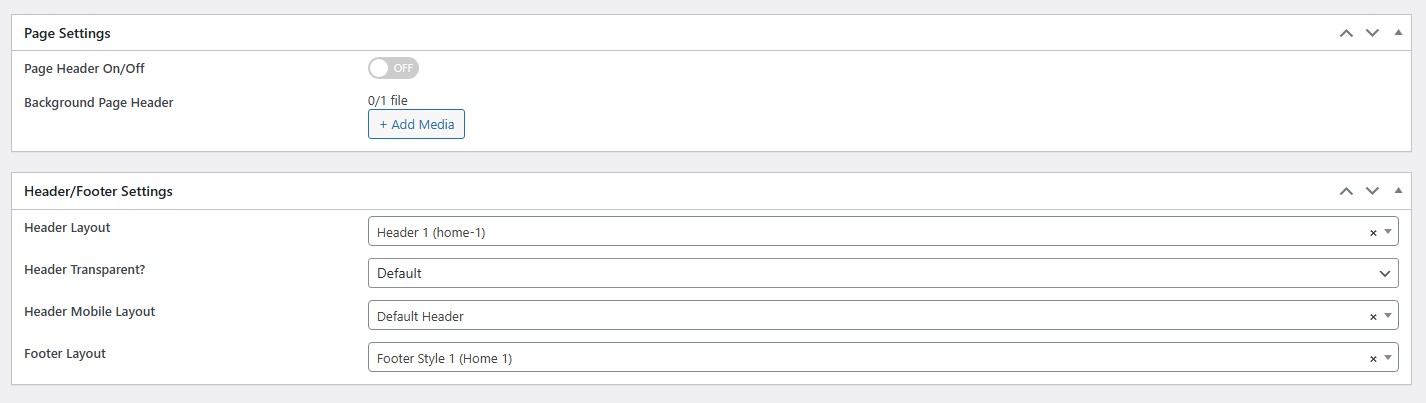 Page Settings
Page Header On/Off
OFF
Background Page Header
0/1 file
+ Add Media
Header/Footer Settings
Header Layout
Header 1 (home-1)
×
Header Transparent?
Default
Header Mobile Layout
Default Header
×
Footer Layout
Footer Style 1 (Home 1)
×